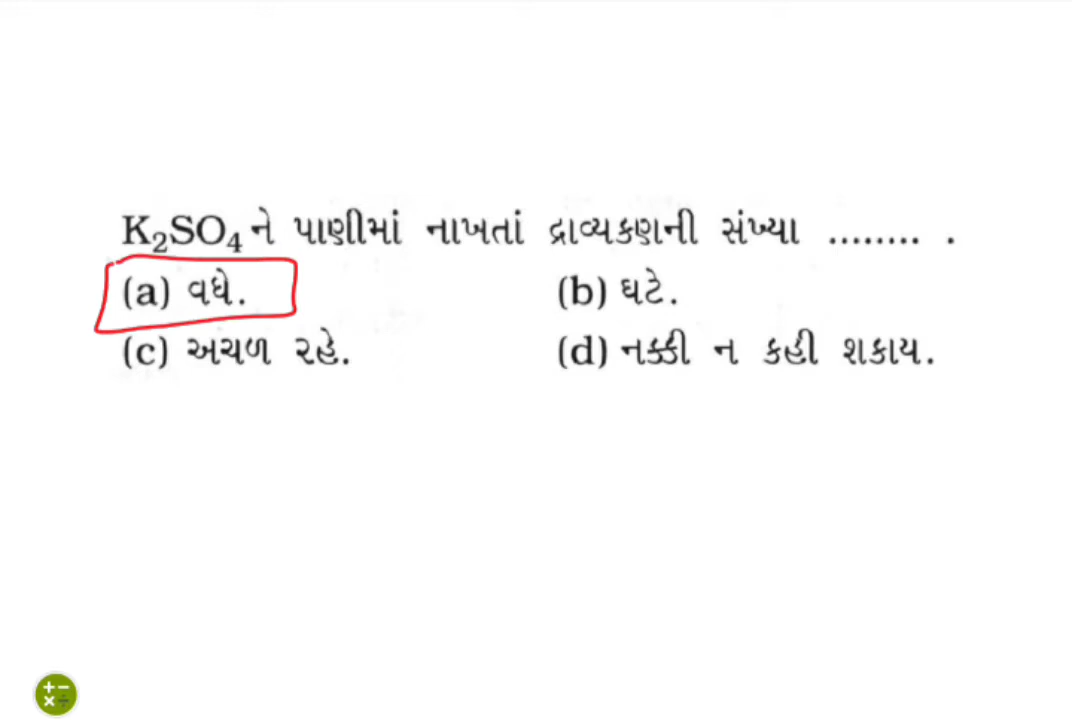 K₂SO₄ ને પાણીમાં નાખતાં દ્રાવ્યકણની સંખ્યા ........ .
(a) વધે. (b) ઘટે.
(c) અચળ રહે. (d) નક્કી ન કહી શકાય.